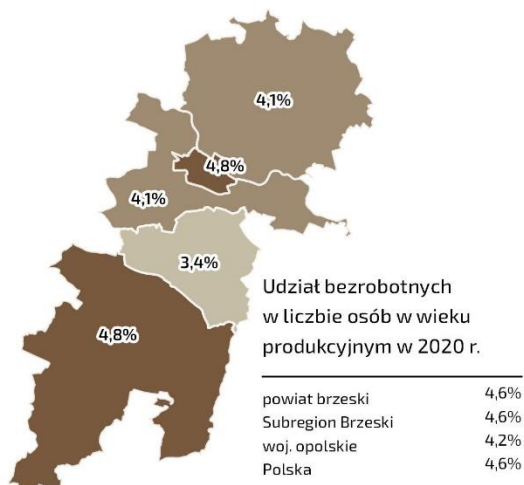 4,1%
4,8%
4,1%
3,4%
4,8%
Udział bezrobotnych
w liczbie osób w wieku
produkcyjnym w 2020 r.
powiat brzeski 4,6%
Subregion Brzeski 4,6%
woj. opolskie 4,2%
Polska 4,6%